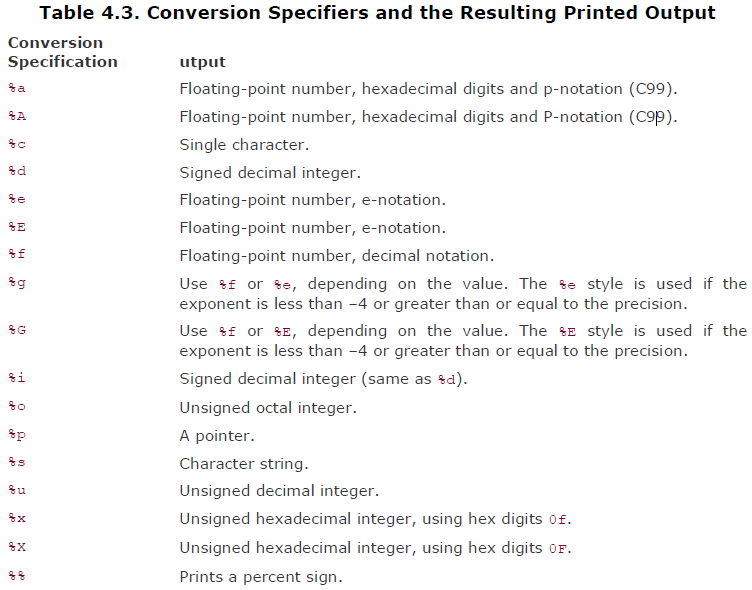 Table 4.3. Conversion Specifiers and the Resulting Printed Output
Conversion
Specification utput
%a Floating-point number, hexadecimal digits and p-notation (C99).
%A Floating-point number, hexadecimal digits and P-notation (C99).
%c Single character.
%d Signed decimal integer.
%e Floating-point number, e-notation.
%E Floating-point number, e-notation.
%f Floating-point number, decimal notation.
%g Use %f or %e, depending on the value. The %e style is used if the
exponent is less than –4 or greater than or equal to the precision.
%G Use %f or %E, depending on the value. The %E style is used if the
exponent is less than –4 or greater than or equal to the precision.
%i Signed decimal integer (same as %d).
%o Unsigned octal integer.
%p A pointer.
%s Character string.
%u Unsigned decimal integer.
%x Unsigned hexadecimal integer, using hex digits 0f.
%X Unsigned hexadecimal integer, using hex digits 0F.
%% Prints a percent sign.